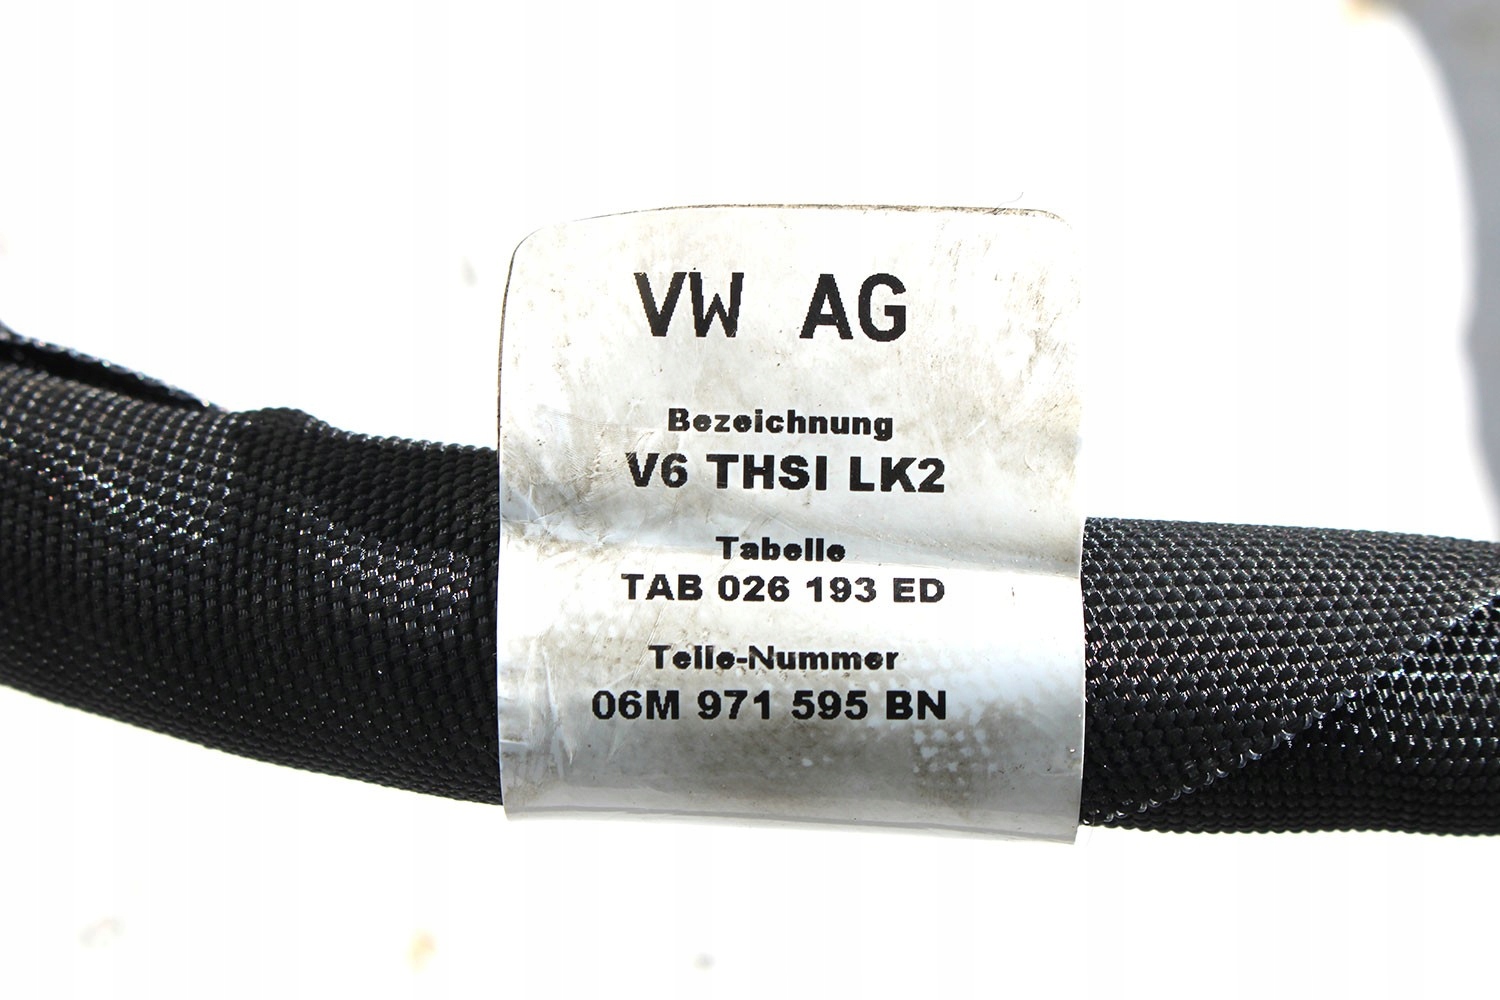 VW AG
Bezeichnung
V6 THSI LK2
Tabelle
TAB 026 193 ED
Teile-Nummer
06M 971 595 BN